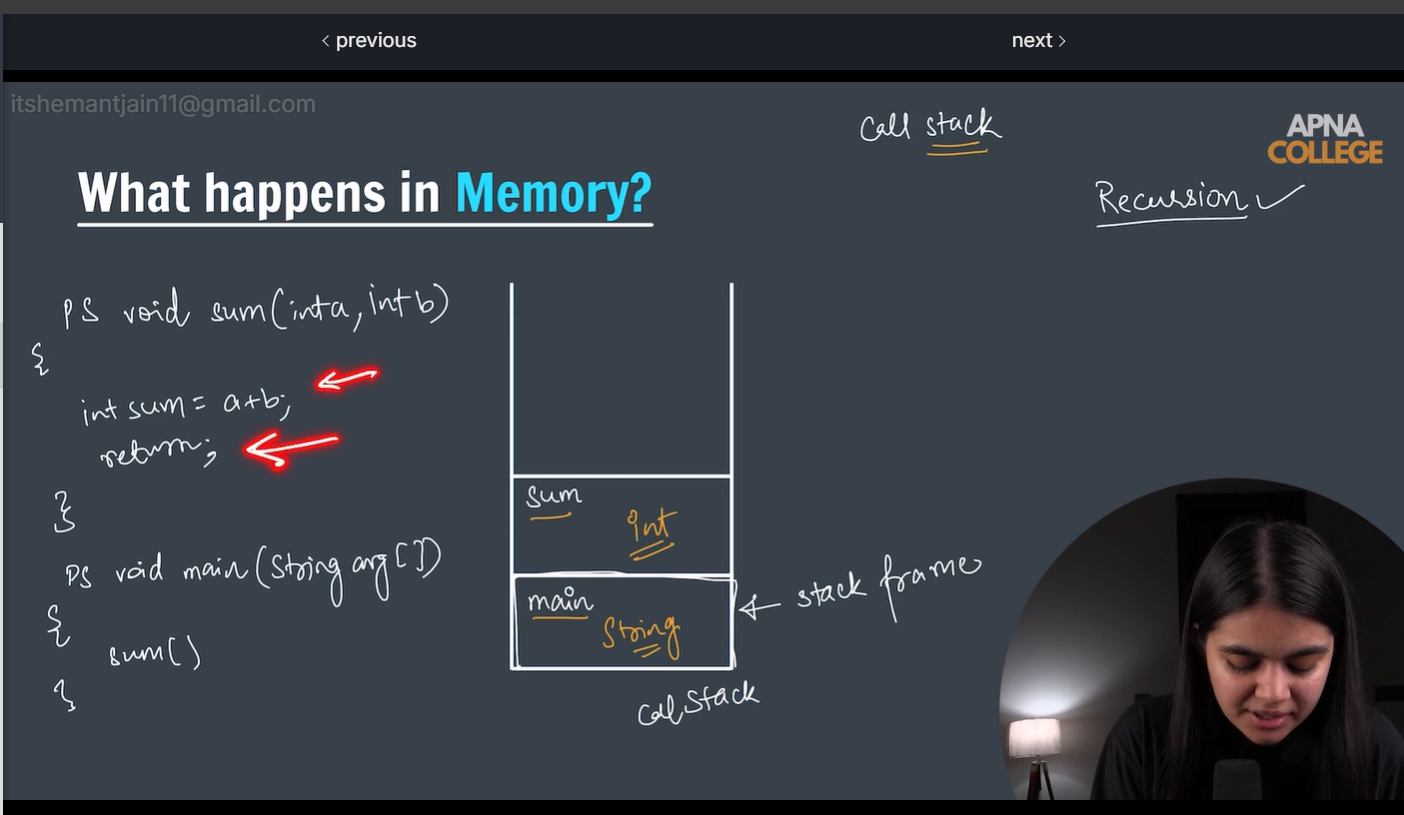 < previous
next >
itshemantjain11@gmail.com
Call stack
APNA
COLLEGE
Recursion ✓
What happens in Memory?
PS void sum(int a, int b)
{
int sum = a+b;
return;
}
PS void main(String arg[])
{
sum()
}
sum
int
main
String
← stack frame
Call Stack